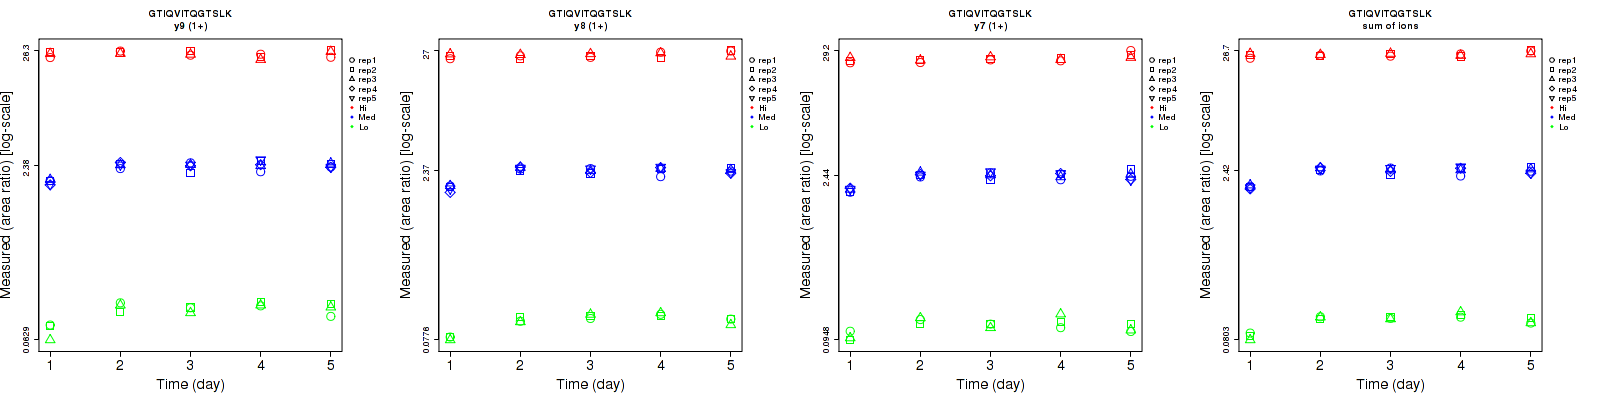 GTIQVITQGTSLK
y9 (1+)
Measured (area ratio) [log-scale]
26.3
2.38
0.0629
1 2 3 4 5
Time (day)
rep1
rep2
rep3
rep4
rep5
Hi
Med
Lo
GTIQVITQGTSLK
y8 (1+)
Measured (area ratio) [log-scale]
27
2.37
0.0776
1 2 3 4 5
Time (day)
rep1
rep2
rep3
rep4
rep5
Hi
Med
Lo
GTIQVITQGTSLK
y7 (1+)
Measured (area ratio) [log-scale]
29.2
2.44
0.0948
1 2 3 4 5
Time (day)
rep1
rep2
rep3
rep4
rep5
Hi
Med
Lo
GTIQVITQGTSLK
sum of ions
Measured (area ratio) [log-scale]
26.7
2.42
0.0803
1 2 3 4 5
Time (day)
rep1
rep2
rep3
rep4
rep5
Hi
Med
Lo